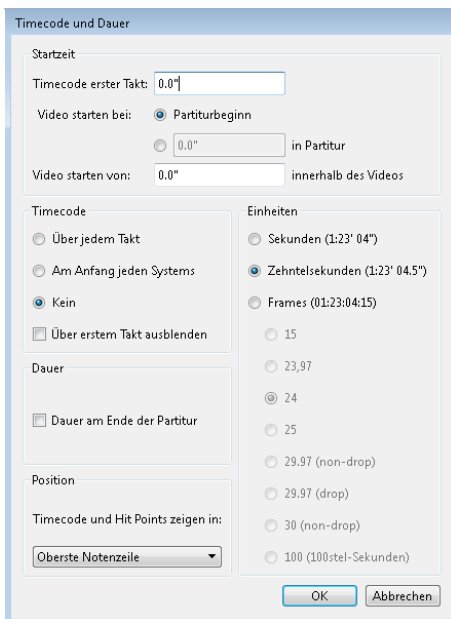 Timecode und Dauer
Startzeit
Timecode erster Takt: 0.0"
Video starten bei: Partiturbeginn
0.0" in Partitur
Video starten von: 0.0" innerhalb des Videos
Timecode
Über jedem Takt
Am Anfang jeden Systems
Kein
Über erstem Takt ausblenden
Dauer
Dauer am Ende der Partitur
Position
Timecode und Hit Points zeigen in:
Oberste Notenzeile
Einheiten
Sekunden (1:23' 04")
Zehntelsekunden (1:23' 04.5")
Frames (01:23:04:15)
15
23,97
24
25
29.97 (non-drop)
29.97 (drop)
30 (non-drop)
100 (100stel-Sekunden)
OK Abbrechen